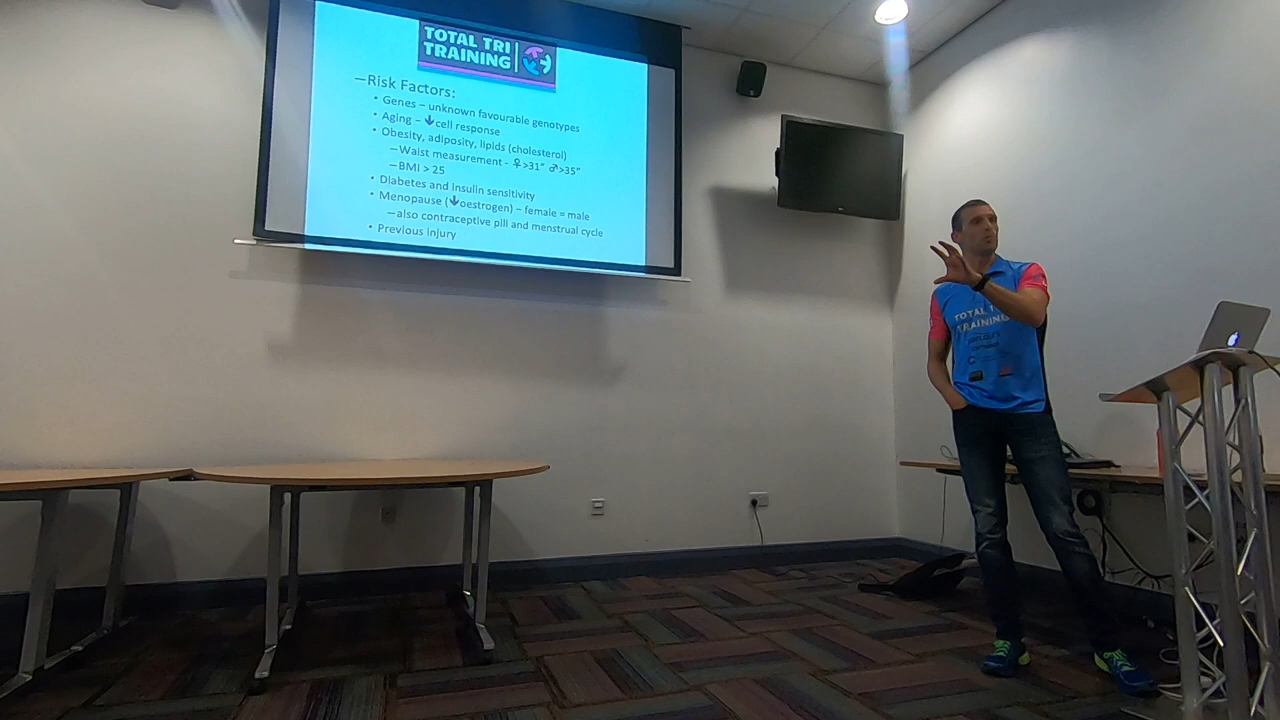 TOTAL TRI
TRAINING
–Risk Factors:
• Genes – unknown favourable genotypes
• Aging – ↓cell response
• Obesity, adiposity, lipids (cholesterol)
–Waist measurement - ♀>31” ♂>35”
–BMI > 25
• Diabetes and insulin sensitivity
• Menopause (↓oestrogen) – female = male
–also contraceptive pill and menstrual cycle
• Previous injury
TOTAL TRI
TRAINING